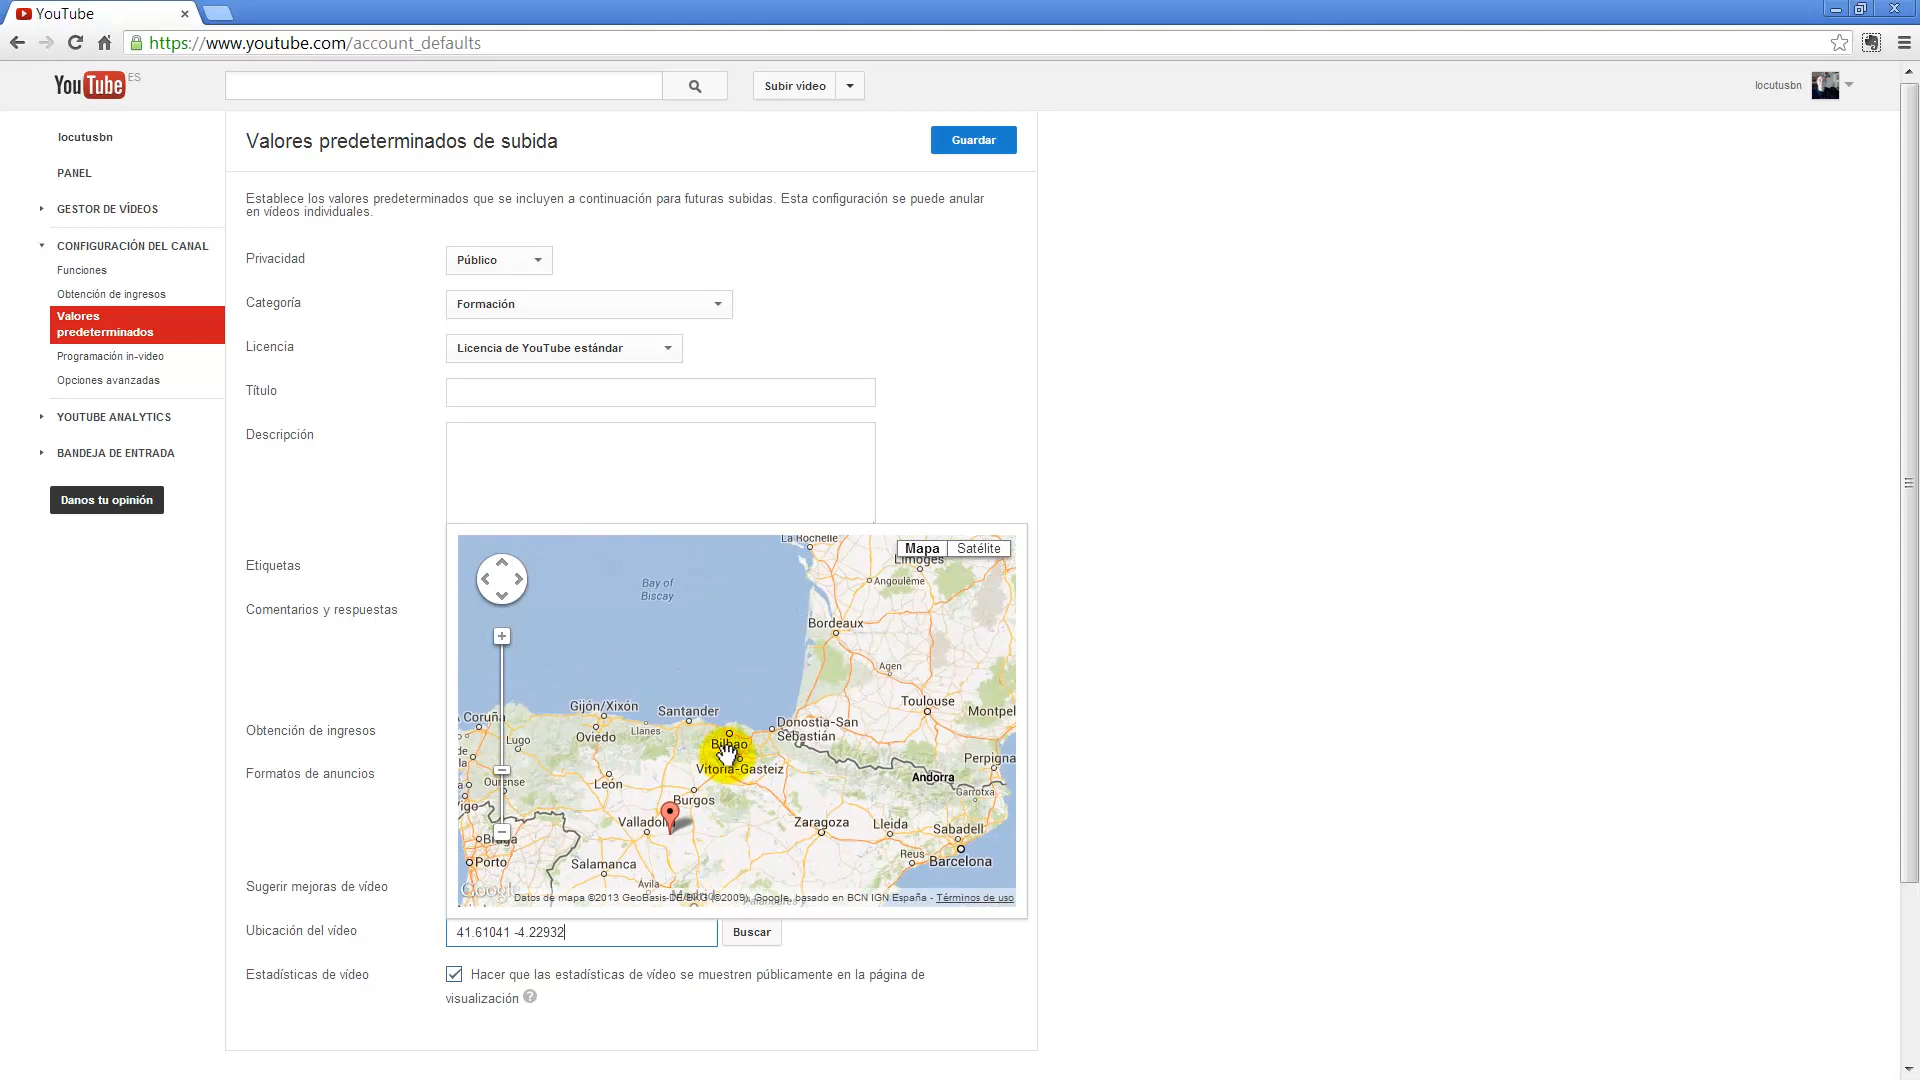 YouTube
https://www.youtube.com/account_defaults
YouTube ES
Subir vídeo
locutusbn
locutusbn
PANEL
GESTOR DE VÍDEOS
CONFIGURACIÓN DEL CANAL
Funciones
Obtención de ingresos
Valores
predeterminados
Programación in-video
Opciones avanzadas
YOUTUBE ANALYTICS
BANDEJA DE ENTRADA
Danos tu opinión
Valores predeterminados de subida
Guardar
Establece los valores predeterminados que se incluyen a continuación para futuras subidas. Esta configuración se puede anular
en vídeos individuales.
Privacidad
Público
Categoría
Formación
Licencia
Licencia de YouTube estándar
Título
Descripción
Etiquetas
Comentarios y respuestas
Obtención de ingresos
Formatos de anuncios
Sugerir mejoras de vídeo
La Rochelle
Mapa
Satélite
Limoges
Angoulême
Bay of
Biscay
Bordeaux
Agen
Toulouse
Montpel
Gijón/Xixón
Santander
Coruña
Donostia-San
Sebastián
Llanes
Oviedo
Lugo
Bilbao
Perpigna
Vitoria-Gasteiz
Andorra
León
Ourense
Garrotxa
Vigo
Burgos
Valladolid
Zaragoza
Lleida
Sabadell
Braga
Reus
Barcelona
Porto
Salamanca
Ávila
Madrid
Google
Datos de mapa ©2013 GeoBasis-DE/BKG (©2009), Google, basado en BCN IGN España - Términos de uso
Ubicación del vídeo
41.61041 -4.22932
Buscar
Estadísticas de vídeo
Hacer que las estadísticas de vídeo se muestren públicamente en la página de
visualización ?